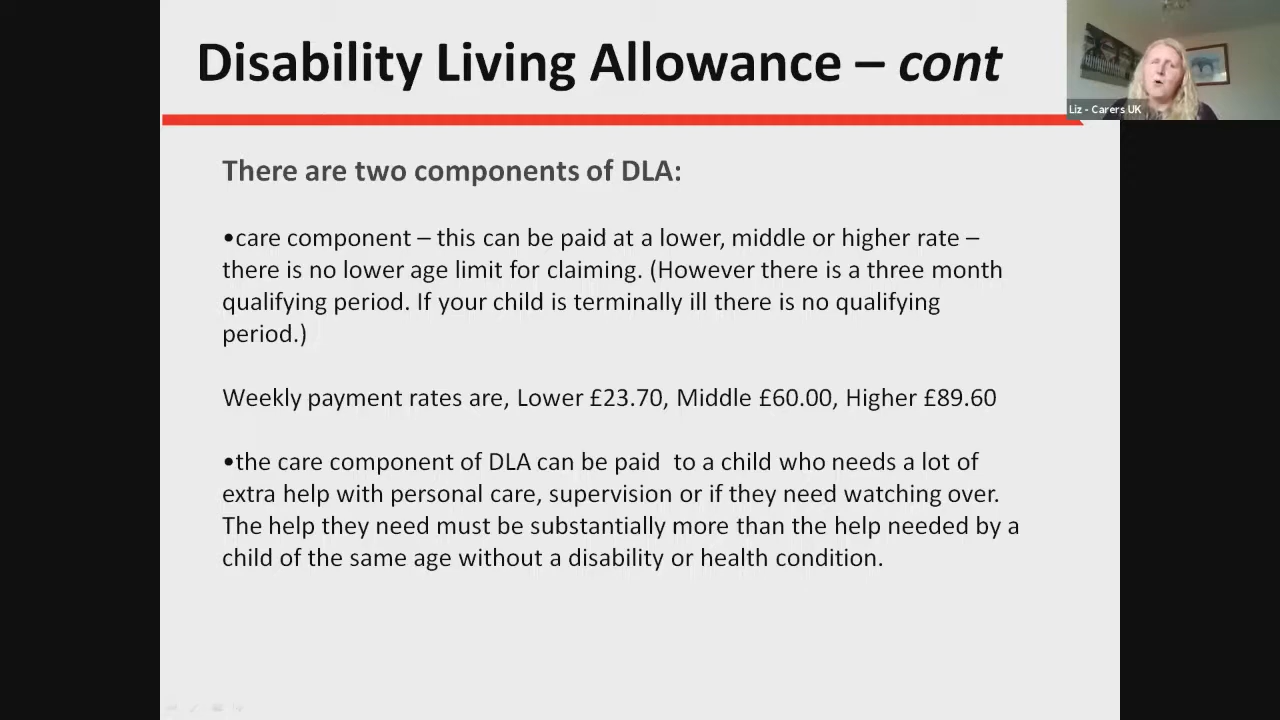 Disability Living Allowance – cont
Liz - Carers UK
There are two components of DLA:
•care component – this can be paid at a lower, middle or higher rate –
there is no lower age limit for claiming. (However there is a three month
qualifying period. If your child is terminally ill there is no qualifying
period.)
Weekly payment rates are, Lower £23.70, Middle £60.00, Higher £89.60
•the care component of DLA can be paid  to a child who needs a lot of
extra help with personal care, supervision or if they need watching over.
The help they need must be substantially more than the help needed by a
child of the same age without a disability or health condition.